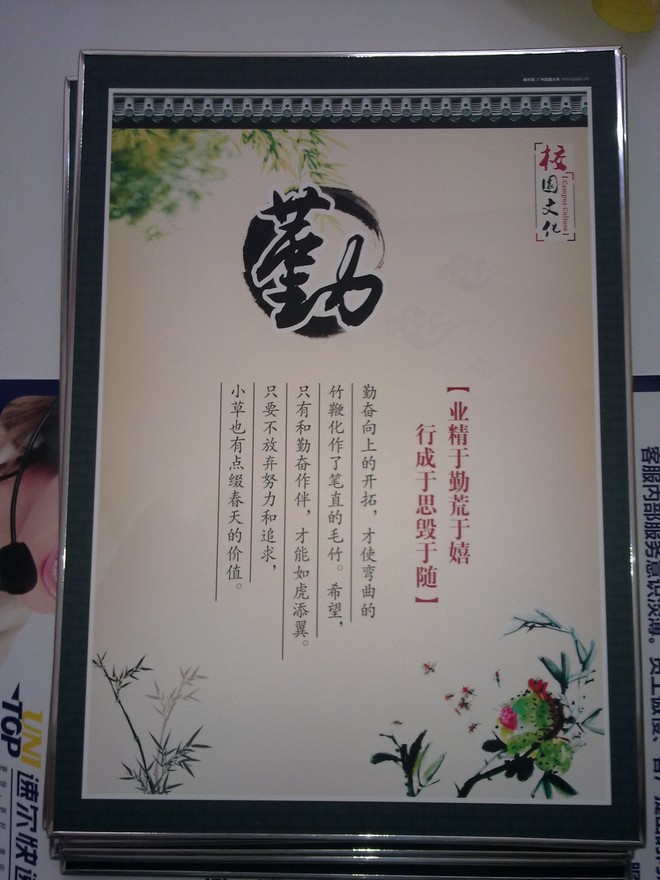 校园文化
Campus Culture
勤
【业精于勤荒于嬉
行成于思毁于随】
勤奋向上的开拓，才使弯曲的
竹鞭化作了笔直的毛竹。希望，
只有和勤奋作伴，才能如虎添翼。
只要不放弃努力和追求，
小草也有点缀春天的价值。
客服内部服务意识淡薄。
UNI
TOP
速尔快递